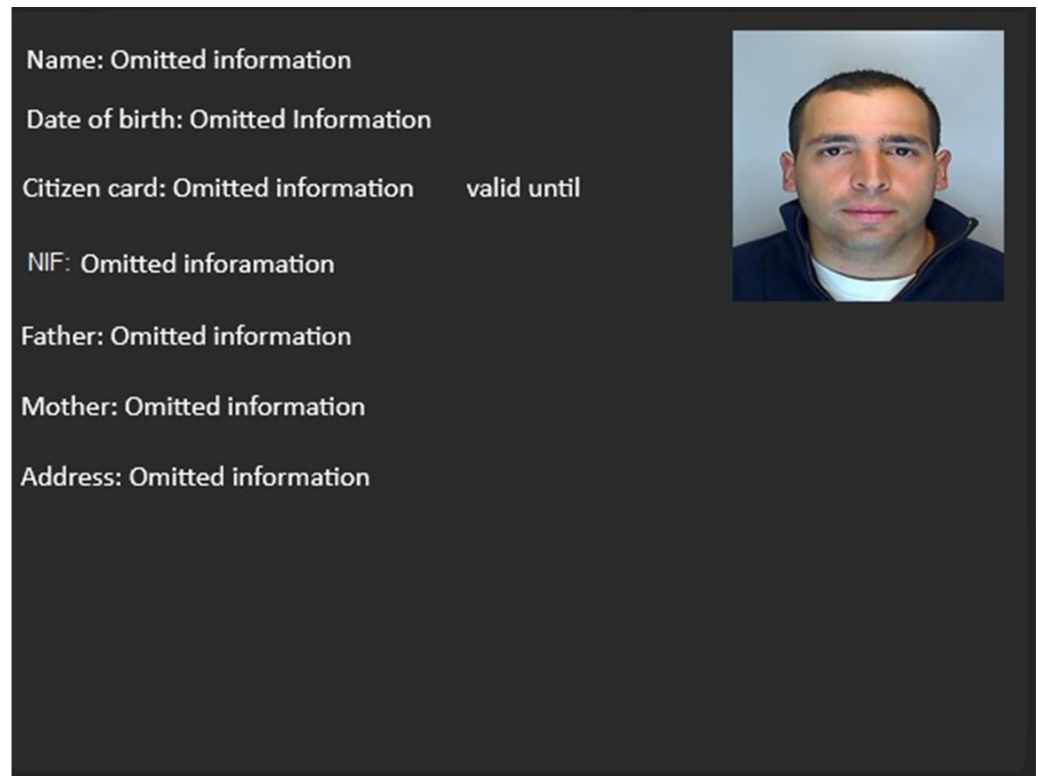 Name: Omitted information
Date of birth: Omitted Information
Citizen card: Omitted information valid until
NIF: Omitted inforamation
Father: Omitted information
Mother: Omitted information
Address: Omitted information